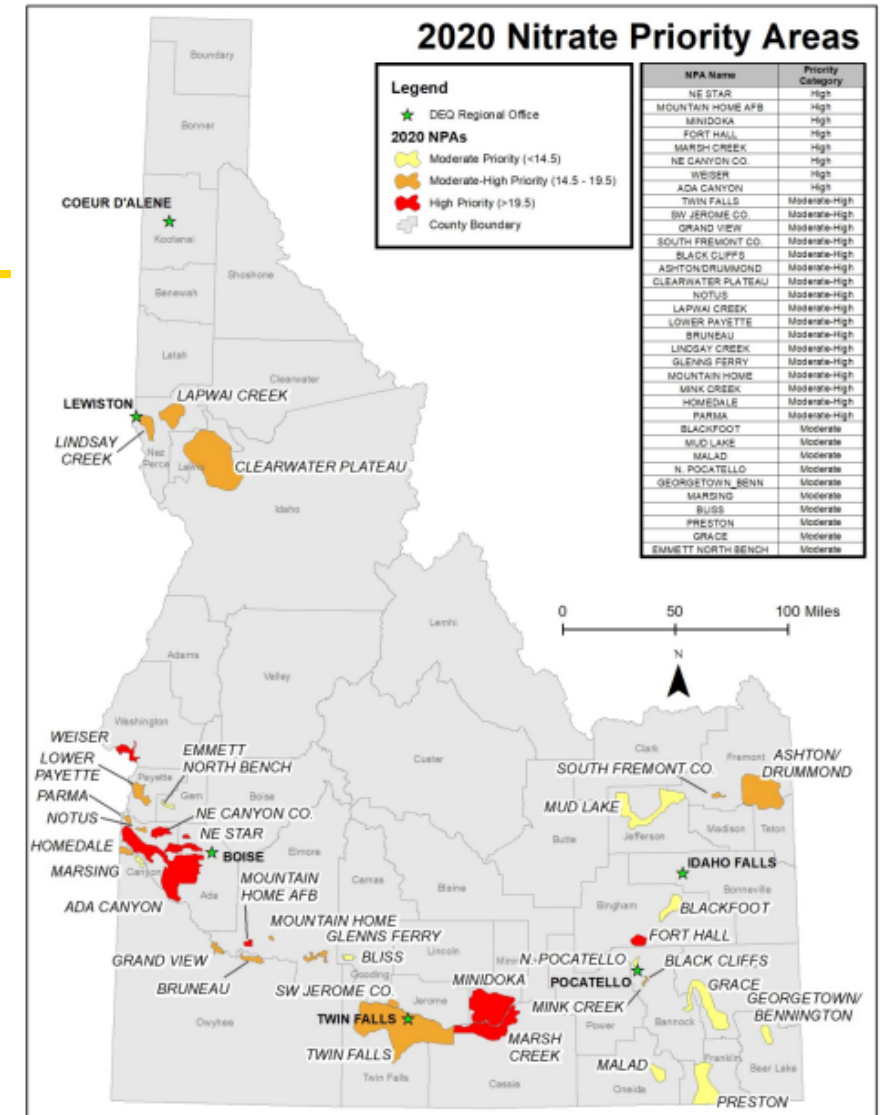 2020 Nitrate Priority Areas
Legend
DEQ Regional Office
2020 NPAs
Moderate Priority (<14.5)
Moderate-High Priority (14.5 - 19.5)
High Priority (>19.5)
County Boundary
NPA Name Priority Category
NE STAR High
MOUNTAIN HOME AFB High
MINIDOKA High
FORT HALL High
MARSH CREEK High
NE CANYON CO. High
WEISER High
ADA CANYON High
TWIN FALLS Moderate-High
SW JEROME CO. Moderate-High
GRAND VIEW Moderate-High
SOUTH FREMONT CO. Moderate-High
BLACK CLIFFS Moderate-High
ASHTON/DRUMMOND Moderate-High
CLEARWATER PLATEAU Moderate-High
NOTUS Moderate-High
LAPWAI CREEK Moderate-High
LOWER PAYETTE Moderate-High
BRUNEAU Moderate-High
LINDSAY CREEK Moderate-High
GLENNS FERRY Moderate-High
MOUNTAIN HOME Moderate-High
MINK CREEK Moderate-High
HOMEDALE Moderate-High
PARMA Moderate-High
BLACKFOOT Moderate
MUD LAKE Moderate
MALAD Moderate
N. POCATELLO Moderate
GEORGETOWN_BENN Moderate
MARSING Moderate
BLISS Moderate
PRESTON Moderate
GRACE Moderate
EMMETT NORTH BENCH Moderate
Boundary
Bonner
COEUR D'ALENE
Kootenai
Shoshone
Benewah
Latah
Clearwater
LEWISTON
LAPWAI CREEK
LINDSAY
CREEK
Nez
Perce
Lewis
CLEARWATER PLATEAU
Idaho
0 50 100 Miles
N
Lemhi
Adams
Valley
Washington
WEISER
LOWER
PAYETTE
Payette
EMMETT
NORTH BENCH
Gem
Boise
Custer
Clark
Fremont
SOUTH FREMONT CO.
ASHTON/
DRUMMOND
MUD LAKE
Jefferson
Madison
Teton
Butte
PARMA
NOTUS
NE CANYON CO.
NE STAR
HOMEDALE
BOISE
MARSING
Canyon
Ada
Elmore
ADA CANYON
MOUNTAIN
HOME AFB
Camas
Blaine
IDAHO FALLS
Bonneville
Bingham
BLACKFOOT
MOUNTAIN HOME
GLENNS FERRY
BLISS
Gooding
Lincoln
GRAND VIEW
BRUNEAU
Owyhee
SW JEROME CO.
Jerome
MINIDOKA
TWIN FALLS
TWIN FALLS
Twin Falls
MARSH
CREEK
Cassia
FORT HALL
N. POCATELLO
BLACK CLIFFS
POCATELLO
MINK CREEK
GRACE
GEORGETOWN/
BENNINGTON
Power
Bannock
MALAD
Oneida
Franklin
Bear Lake
PRESTON